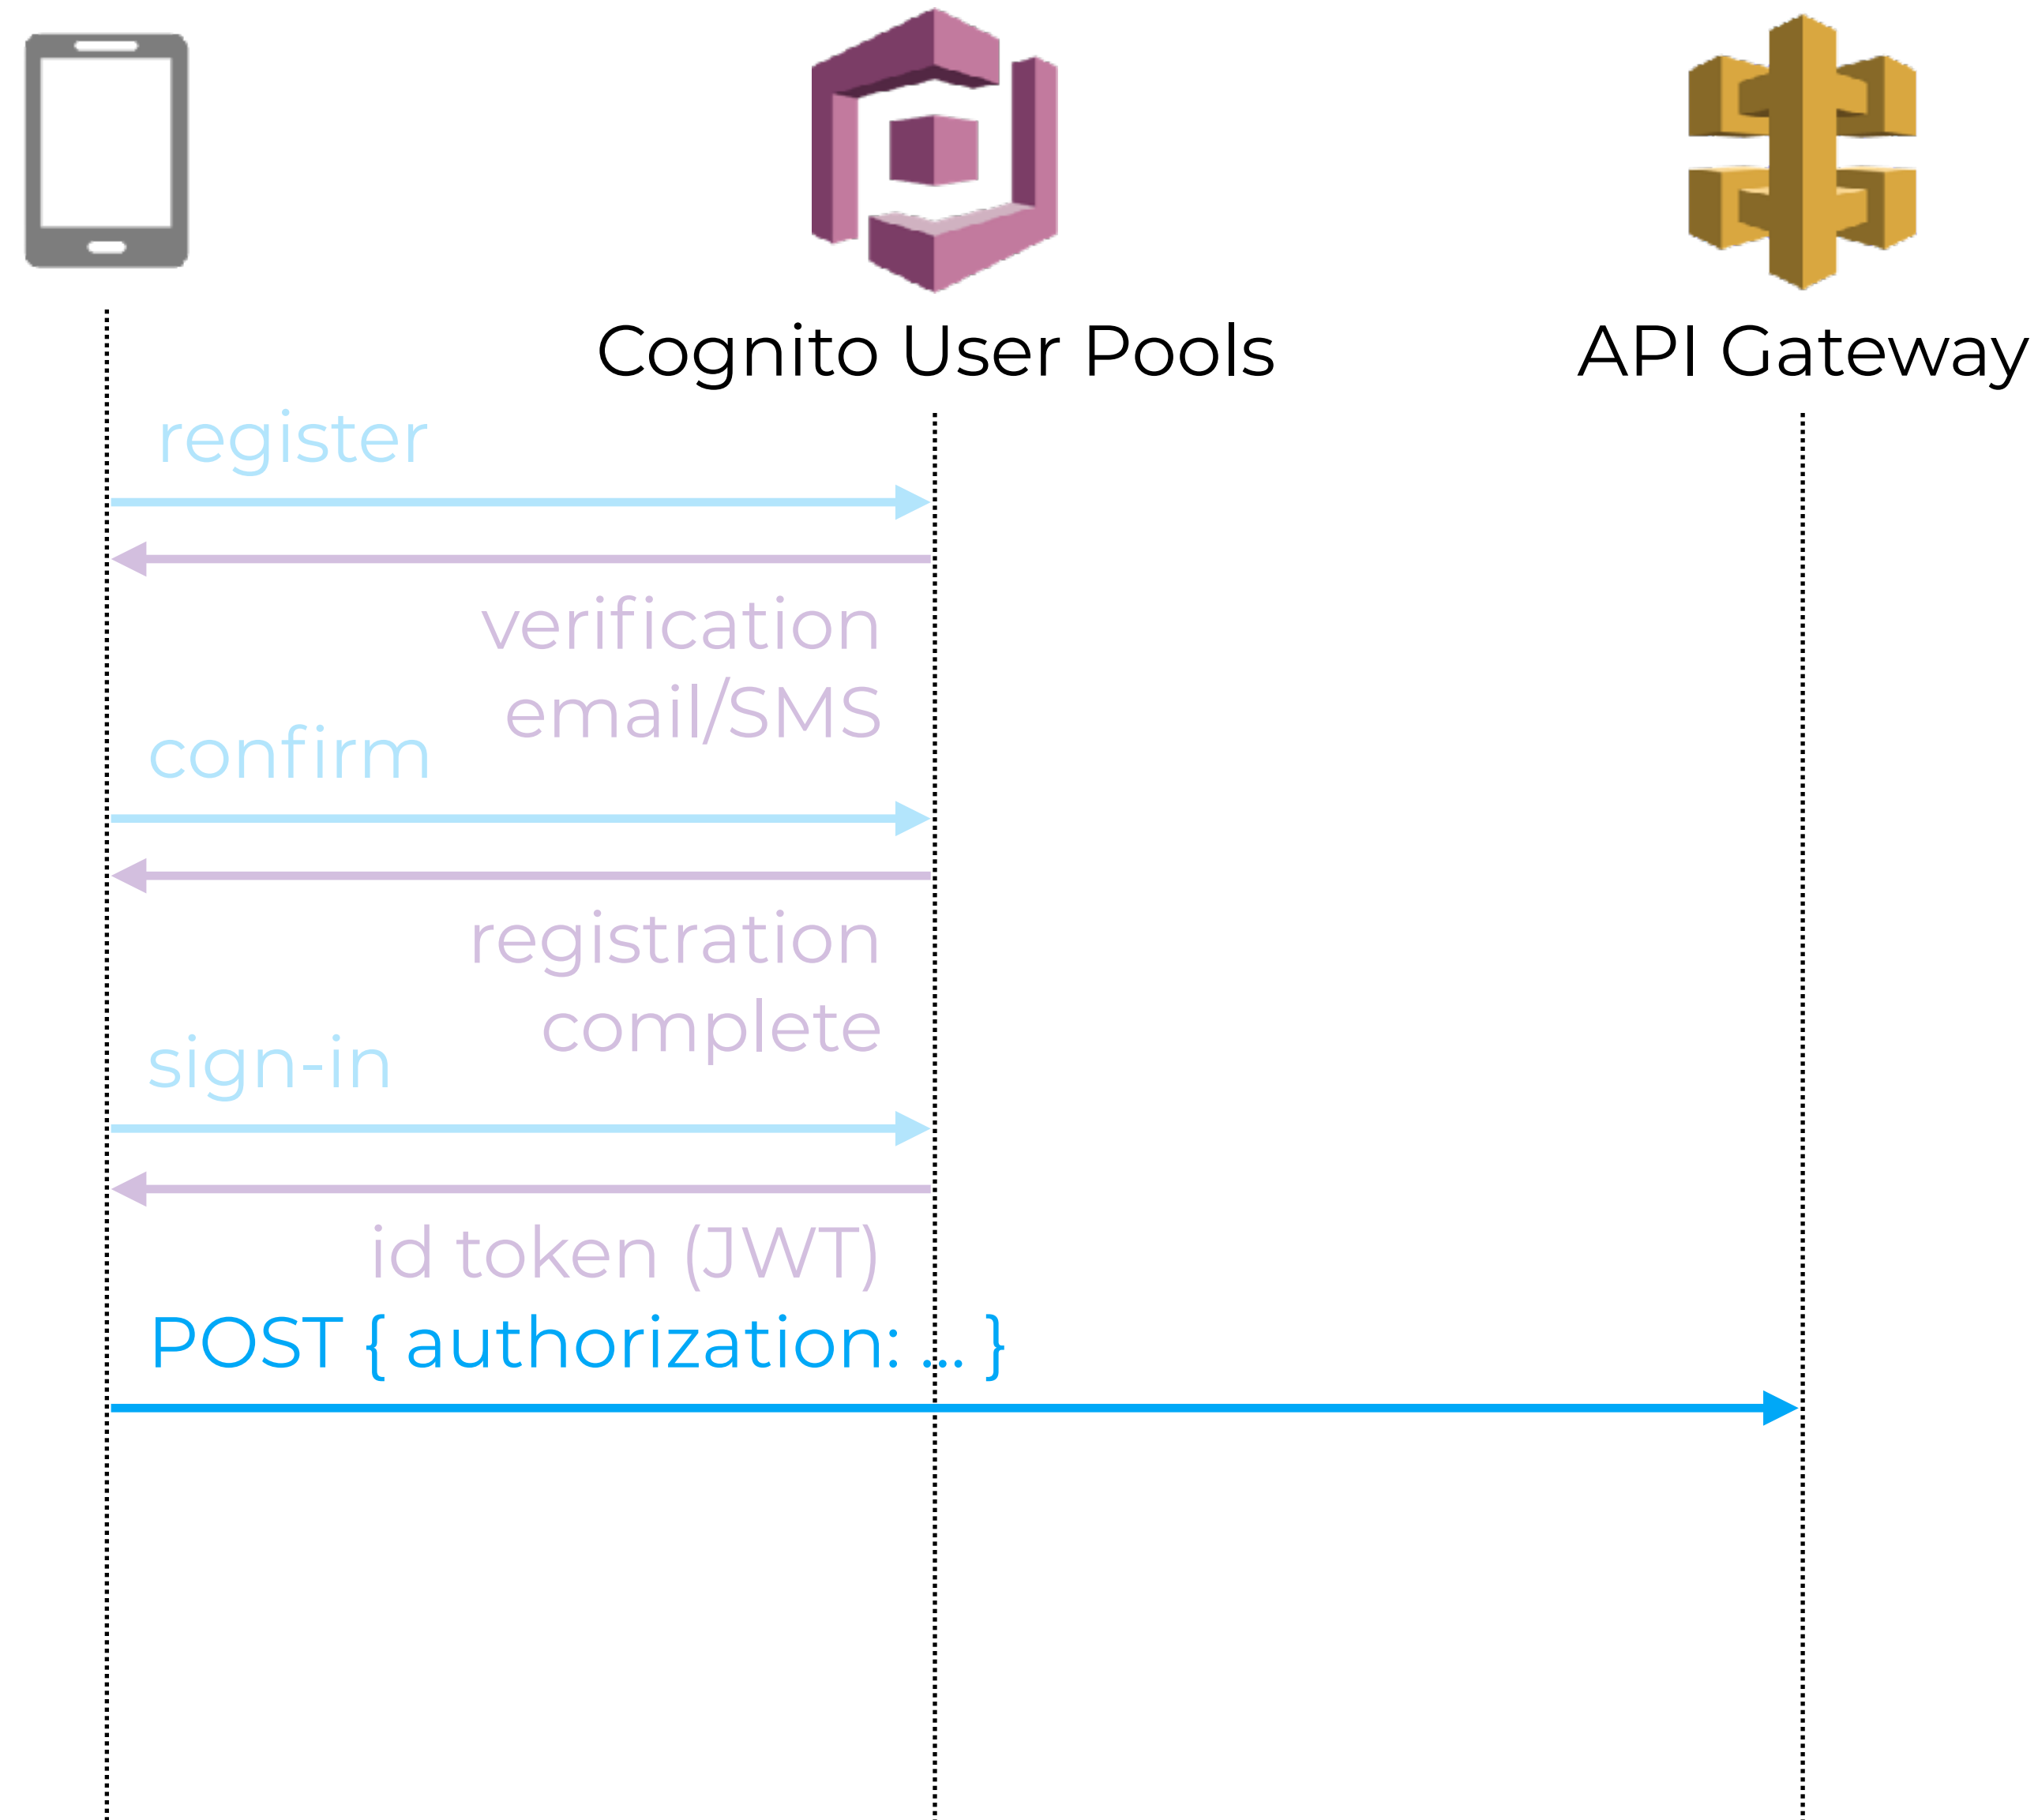 Cognito User Pools
API Gateway
register
verification
email/SMS
confirm
registration
complete
sign-in
id token (JWT)
POST { authorization: ... }